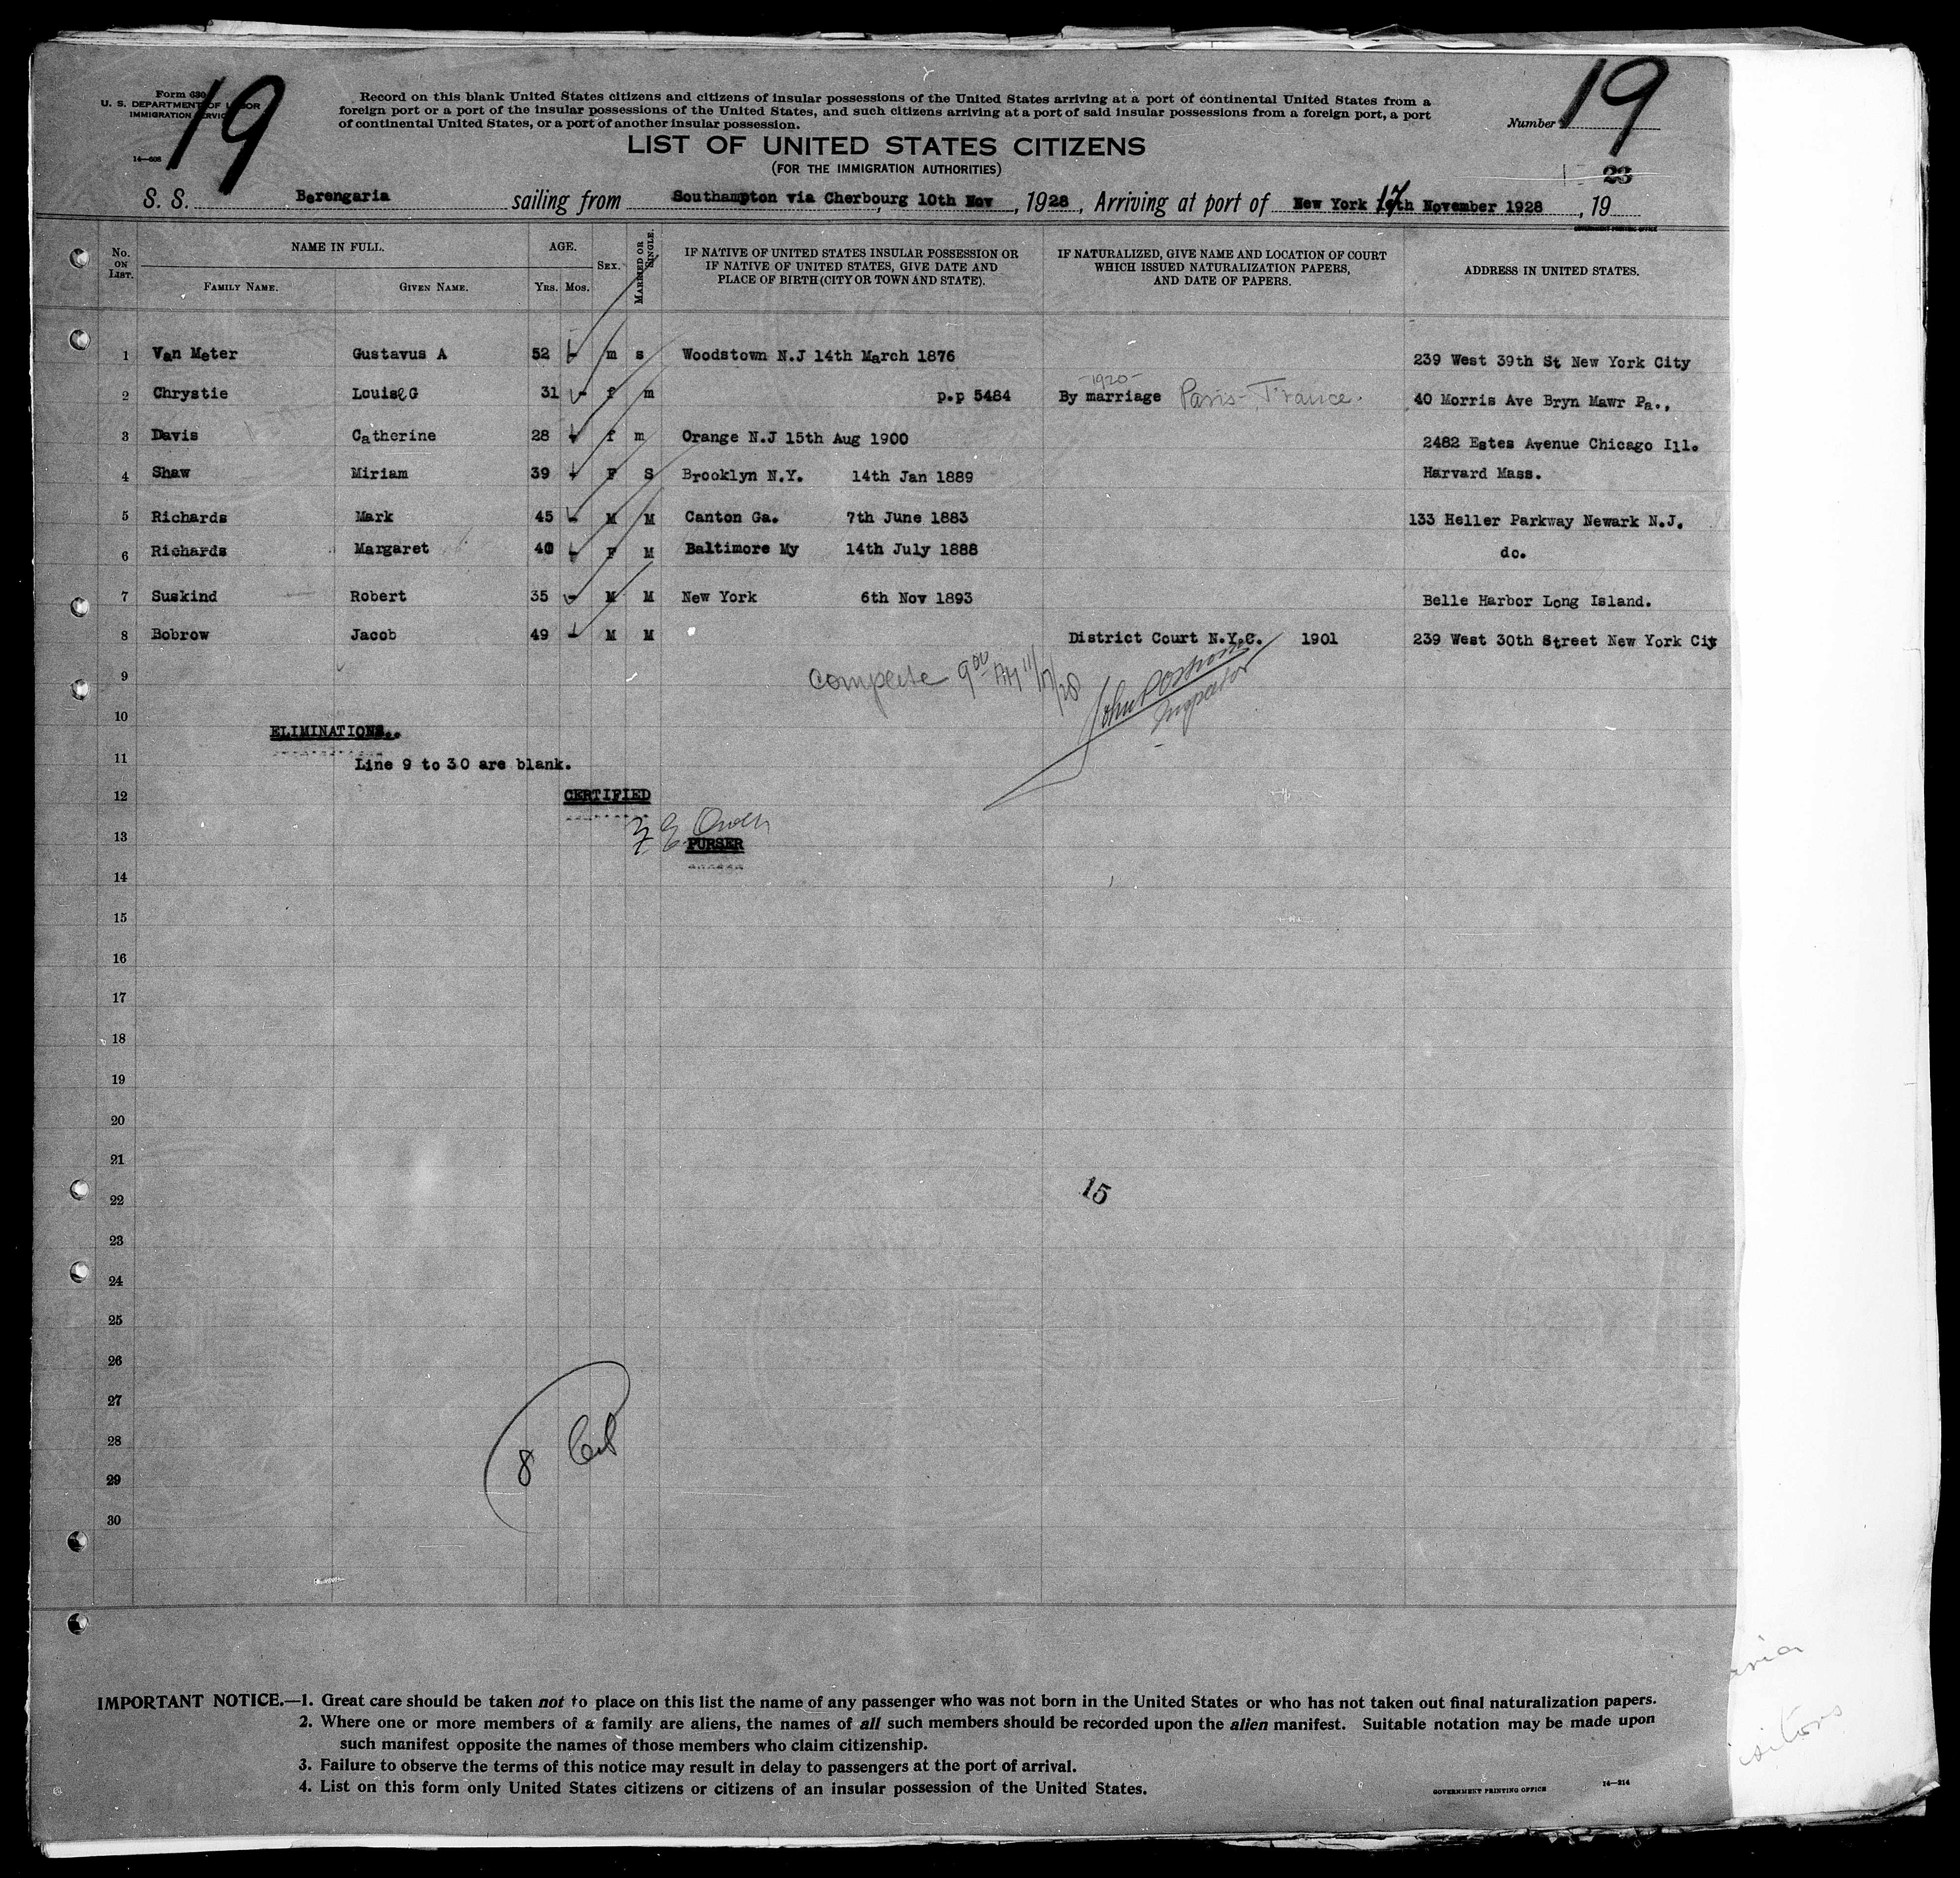 19
19
Form 630
U. S. DEPARTMENT OF LABOR
IMMIGRATION SERVICE
14—608
Record on this blank United States citizens and citizens of insular possessions of the United States arriving at a port of continental United States from a
foreign port or a port of the insular possessions of the United States, and such citizens arriving at a port of said insular possessions from a foreign port, a port
of continental United States, or a port of another insular possession.
Number
LIST OF UNITED STATES CITIZENS
(FOR THE IMMIGRATION AUTHORITIES)
23
S. S. Berengaria sailing from Southampton via Cherbourg 10th Nov, 1928, Arriving at port of New York 17th November 1928, 19
GOVERNMENT PRINTING OFFICE
No. ON LIST. NAME IN FULL. FAMILY NAME. GIVEN NAME. AGE. Yrs. Mos. SEX. MARRIED OR SINGLE. IF NATIVE OF UNITED STATES INSULAR POSSESSION OR IF NATIVE OF UNITED STATES, GIVE DATE AND PLACE OF BIRTH (CITY OR TOWN AND STATE). IF NATURALIZED, GIVE NAME AND LOCATION OF COURT WHICH ISSUED NATURALIZATION PAPERS, AND DATE OF PAPERS. ADDRESS IN UNITED STATES.
1 Van Meter Gustavus A 52 - m s Woodstown N.J 14th March 1876 239 West 39th St New York City
2 Chrystie Louise G 31 - f m p.p 5484 By marriage -1920- Paris-France. 40 Morris Ave Bryn Mawr Pa.,
3 Davis Catherine 28 - f m Orange N.J 15th Aug 1900 2482 Estes Avenue Chicago Ill.
4 Shaw Miriam 39 - F S Brooklyn N.Y. 14th Jan 1889 Harvard Mass.
5 Richards Mark 45 - M M Canton Ga. 7th June 1883 133 Heller Parkway Newark N.J.
6 Richards Margaret 40 - F M Baltimore My 14th July 1888 do.
7 Suskind Robert 35 - M M New York 6th Nov 1893 Belle Harbor Long Island.
8 Bobrow Jacob 49 - M M District Court N.Y.C. 1901 239 West 30th Street New York City
9 complete 9 00 AM 11/17/28
John P Inspector
10 ELIMINATIONS..
11 Line 9 to 30 are blank.
12 CERTIFIED
Owen
13 PURSER
14
15
16
17
18
19
20
21
22 15
23
24
25
26
27
28
8
29
30
IMPORTANT NOTICE.—1. Great care should be taken not to place on this list the name of any passenger who was not born in the United States or who has not taken out final naturalization papers.
2. Where one or more members of a family are aliens, the names of all such members should be recorded upon the alien manifest. Suitable notation may be made upon
such manifest opposite the names of those members who claim citizenship.
3. Failure to observe the terms of this notice may result in delay to passengers at the port of arrival.
4. List on this form only United States citizens or citizens of an insular possession of the United States.
GOVERNMENT PRINTING OFFICE 14—214